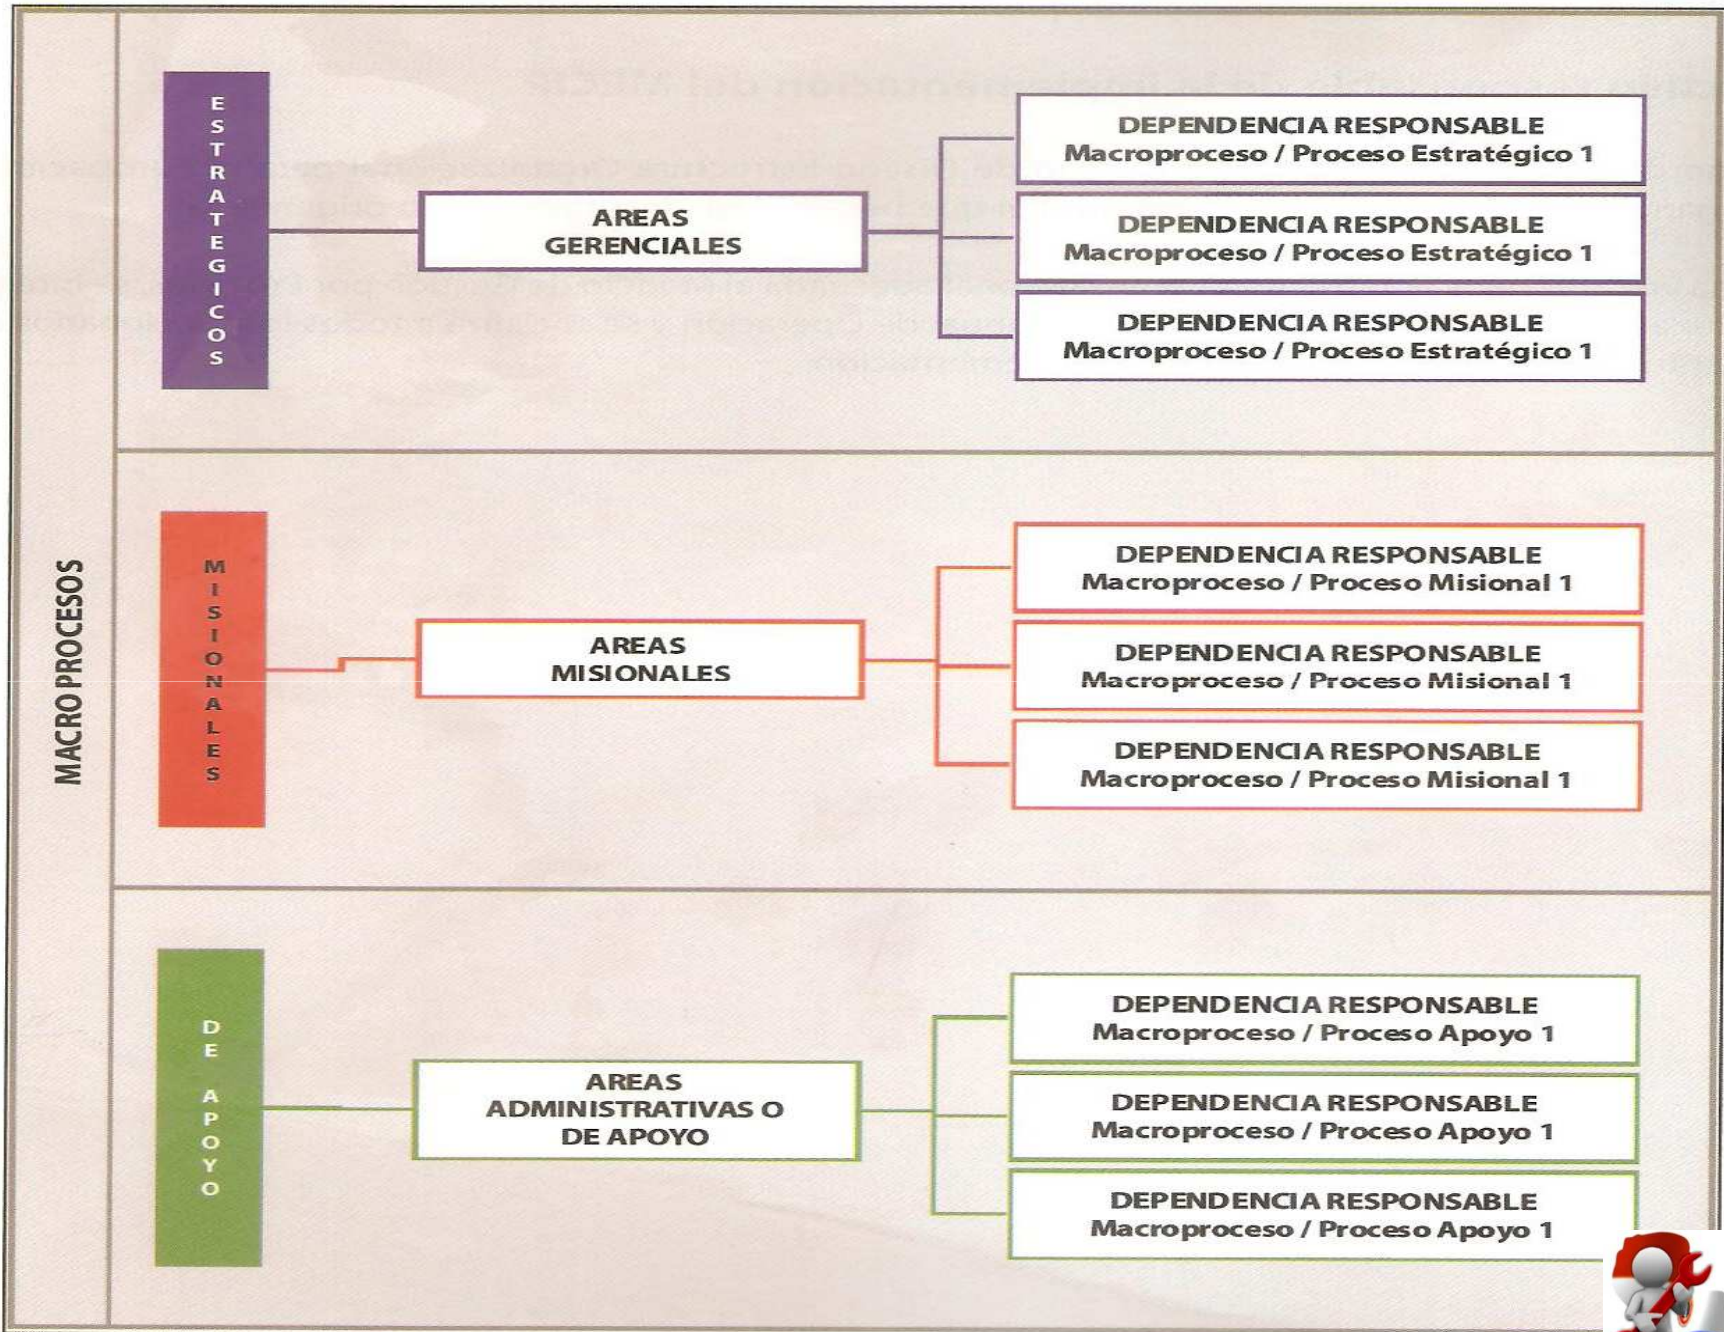 MACRO PROCESOS
ESTRATEGICOS
AREAS
GERENCIALES
DEPENDENCIA RESPONSABLE
Macroproceso / Proceso Estratégico 1
DEPENDENCIA RESPONSABLE
Macroproceso / Proceso Estratégico 1
DEPENDENCIA RESPONSABLE
Macroproceso / Proceso Estratégico 1
MISIONALES
AREAS
MISIONALES
DEPENDENCIA RESPONSABLE
Macroproceso / Proceso Misional 1
DEPENDENCIA RESPONSABLE
Macroproceso / Proceso Misional 1
DEPENDENCIA RESPONSABLE
Macroproceso / Proceso Misional 1
DE APOYO
AREAS
ADMINISTRATIVAS O
DE APOYO
DEPENDENCIA RESPONSABLE
Macroproceso / Proceso Apoyo 1
DEPENDENCIA RESPONSABLE
Macroproceso / Proceso Apoyo 1
DEPENDENCIA RESPONSABLE
Macroproceso / Proceso Apoyo 1